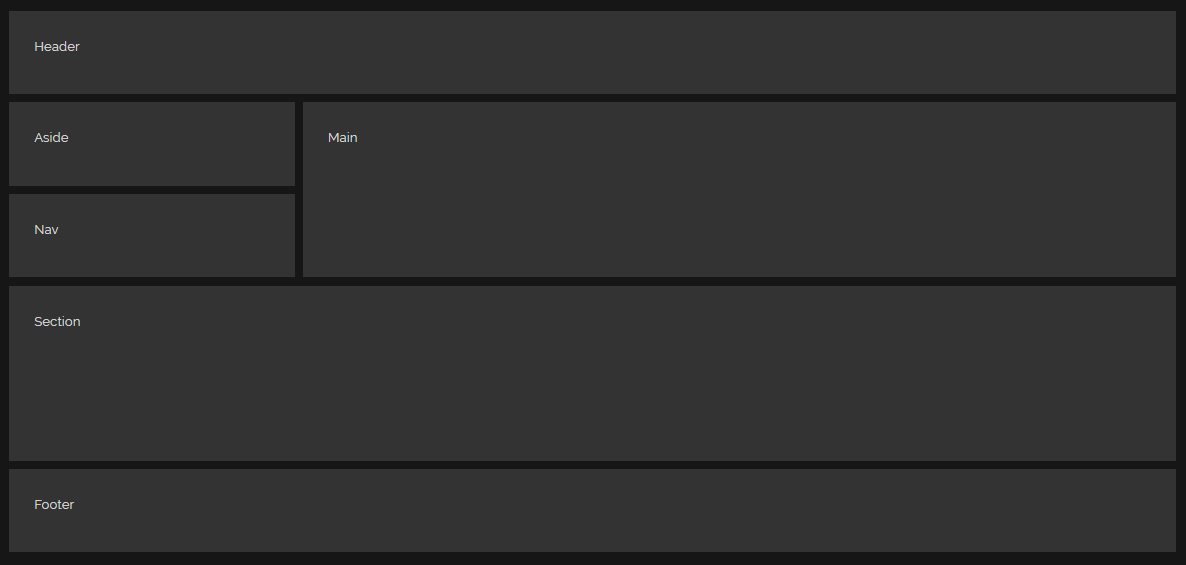 Header
Aside
Main
Nav
Section
Footer